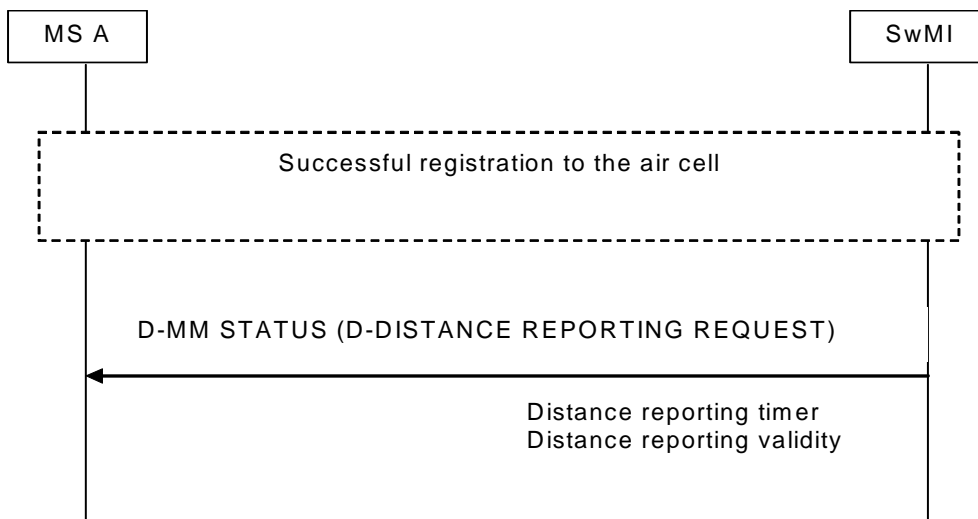 MS A
SwMI
Successful registration to the air cell
D-MM STATUS (D-DISTANCE REPORTING REQUEST)
Distance reporting timer
Distance reporting validity